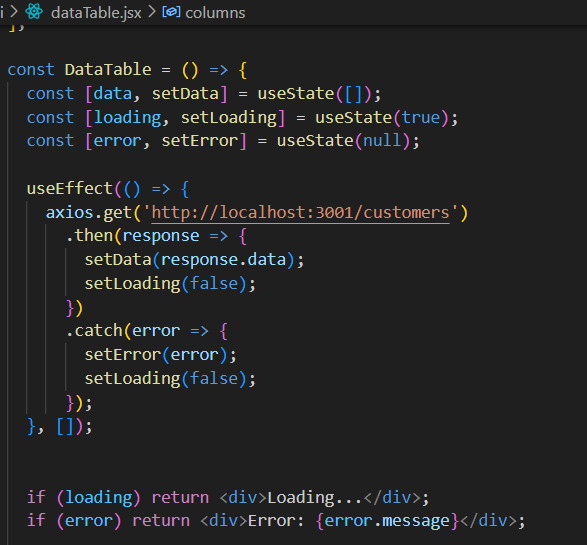 i > dataTable.jsx > columns
];
const DataTable = () => {
  const [data, setData] = useState([]);
  const [loading, setLoading] = useState(true);
  const [error, setError] = useState(null);
  useEffect(() => {
    axios.get('http://localhost:3001/customers')
      .then(response => {
        setData(response.data);
        setLoading(false);
      })
      .catch(error => {
        setError(error);
        setLoading(false);
      });
  }, []);
  if (loading) return <div>Loading...</div>;
  if (error) return <div>Error: {error.message}</div>;